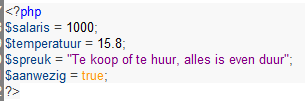 <?php
$salaris = 1000;
$temperatuur = 15.8;
$spreuk = "Te koop of te huur, alles is even duur";
$aanwezig = true;
?>